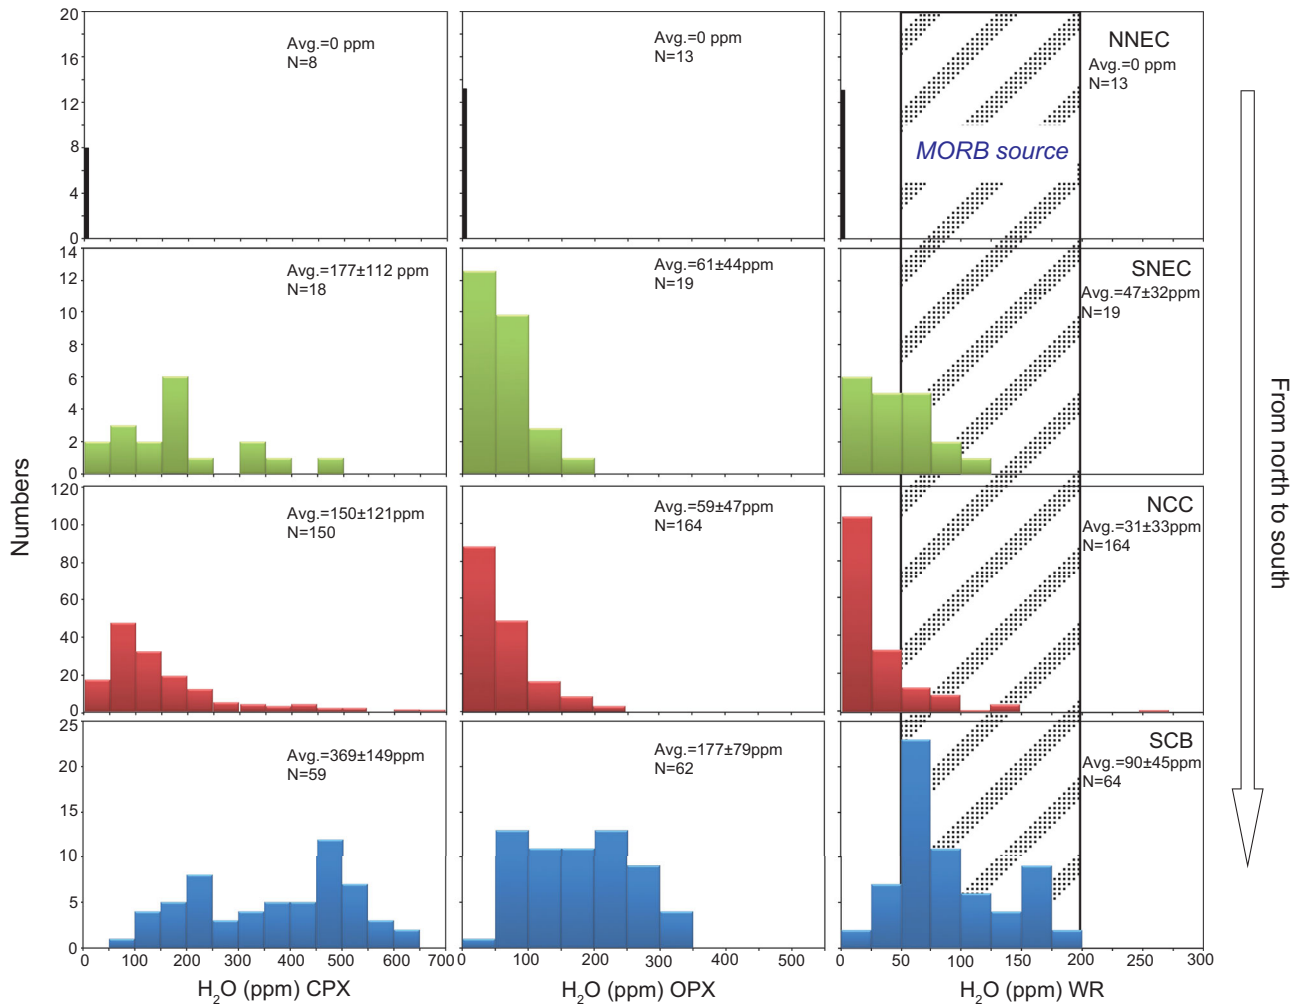 Numbers
20
16
12
8
4
0
Avg.=0 ppm
N=8
Avg.=0 ppm
N=13
NNEC
Avg.=0 ppm
N=13
MORB source
14
12
10
8
6
4
2
0
Avg.=177±112 ppm
N=18
Avg.=61±44ppm
N=19
SNEC
Avg.=47±32ppm
N=19
120
100
80
60
40
20
0
Avg.=150±121ppm
N=150
Avg.=59±47ppm
N=164
NCC
Avg.=31±33ppm
N=164
25
20
15
10
5
0
Avg.=369±149ppm
N=59
Avg.=177±79ppm
N=62
SCB
Avg.=90±45ppm
N=64
0 100 200 300 400 500 600 700
0 100 200 300 400 500
0 50 100 150 200 250 300
H₂O (ppm) CPX
H₂O (ppm) OPX
H₂O (ppm) WR
From north to south